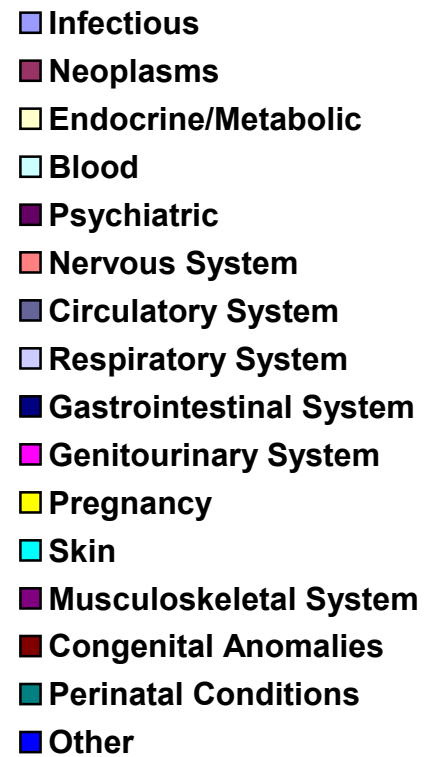 Infectious
Neoplasms
Endocrine/Metabolic
Blood
Psychiatric
Nervous System
Circulatory System
Respiratory System
Gastrointestinal System
Genitourinary System
Pregnancy
Skin
Musculoskeletal System
Congenital Anomalies
Perinatal Conditions
Other